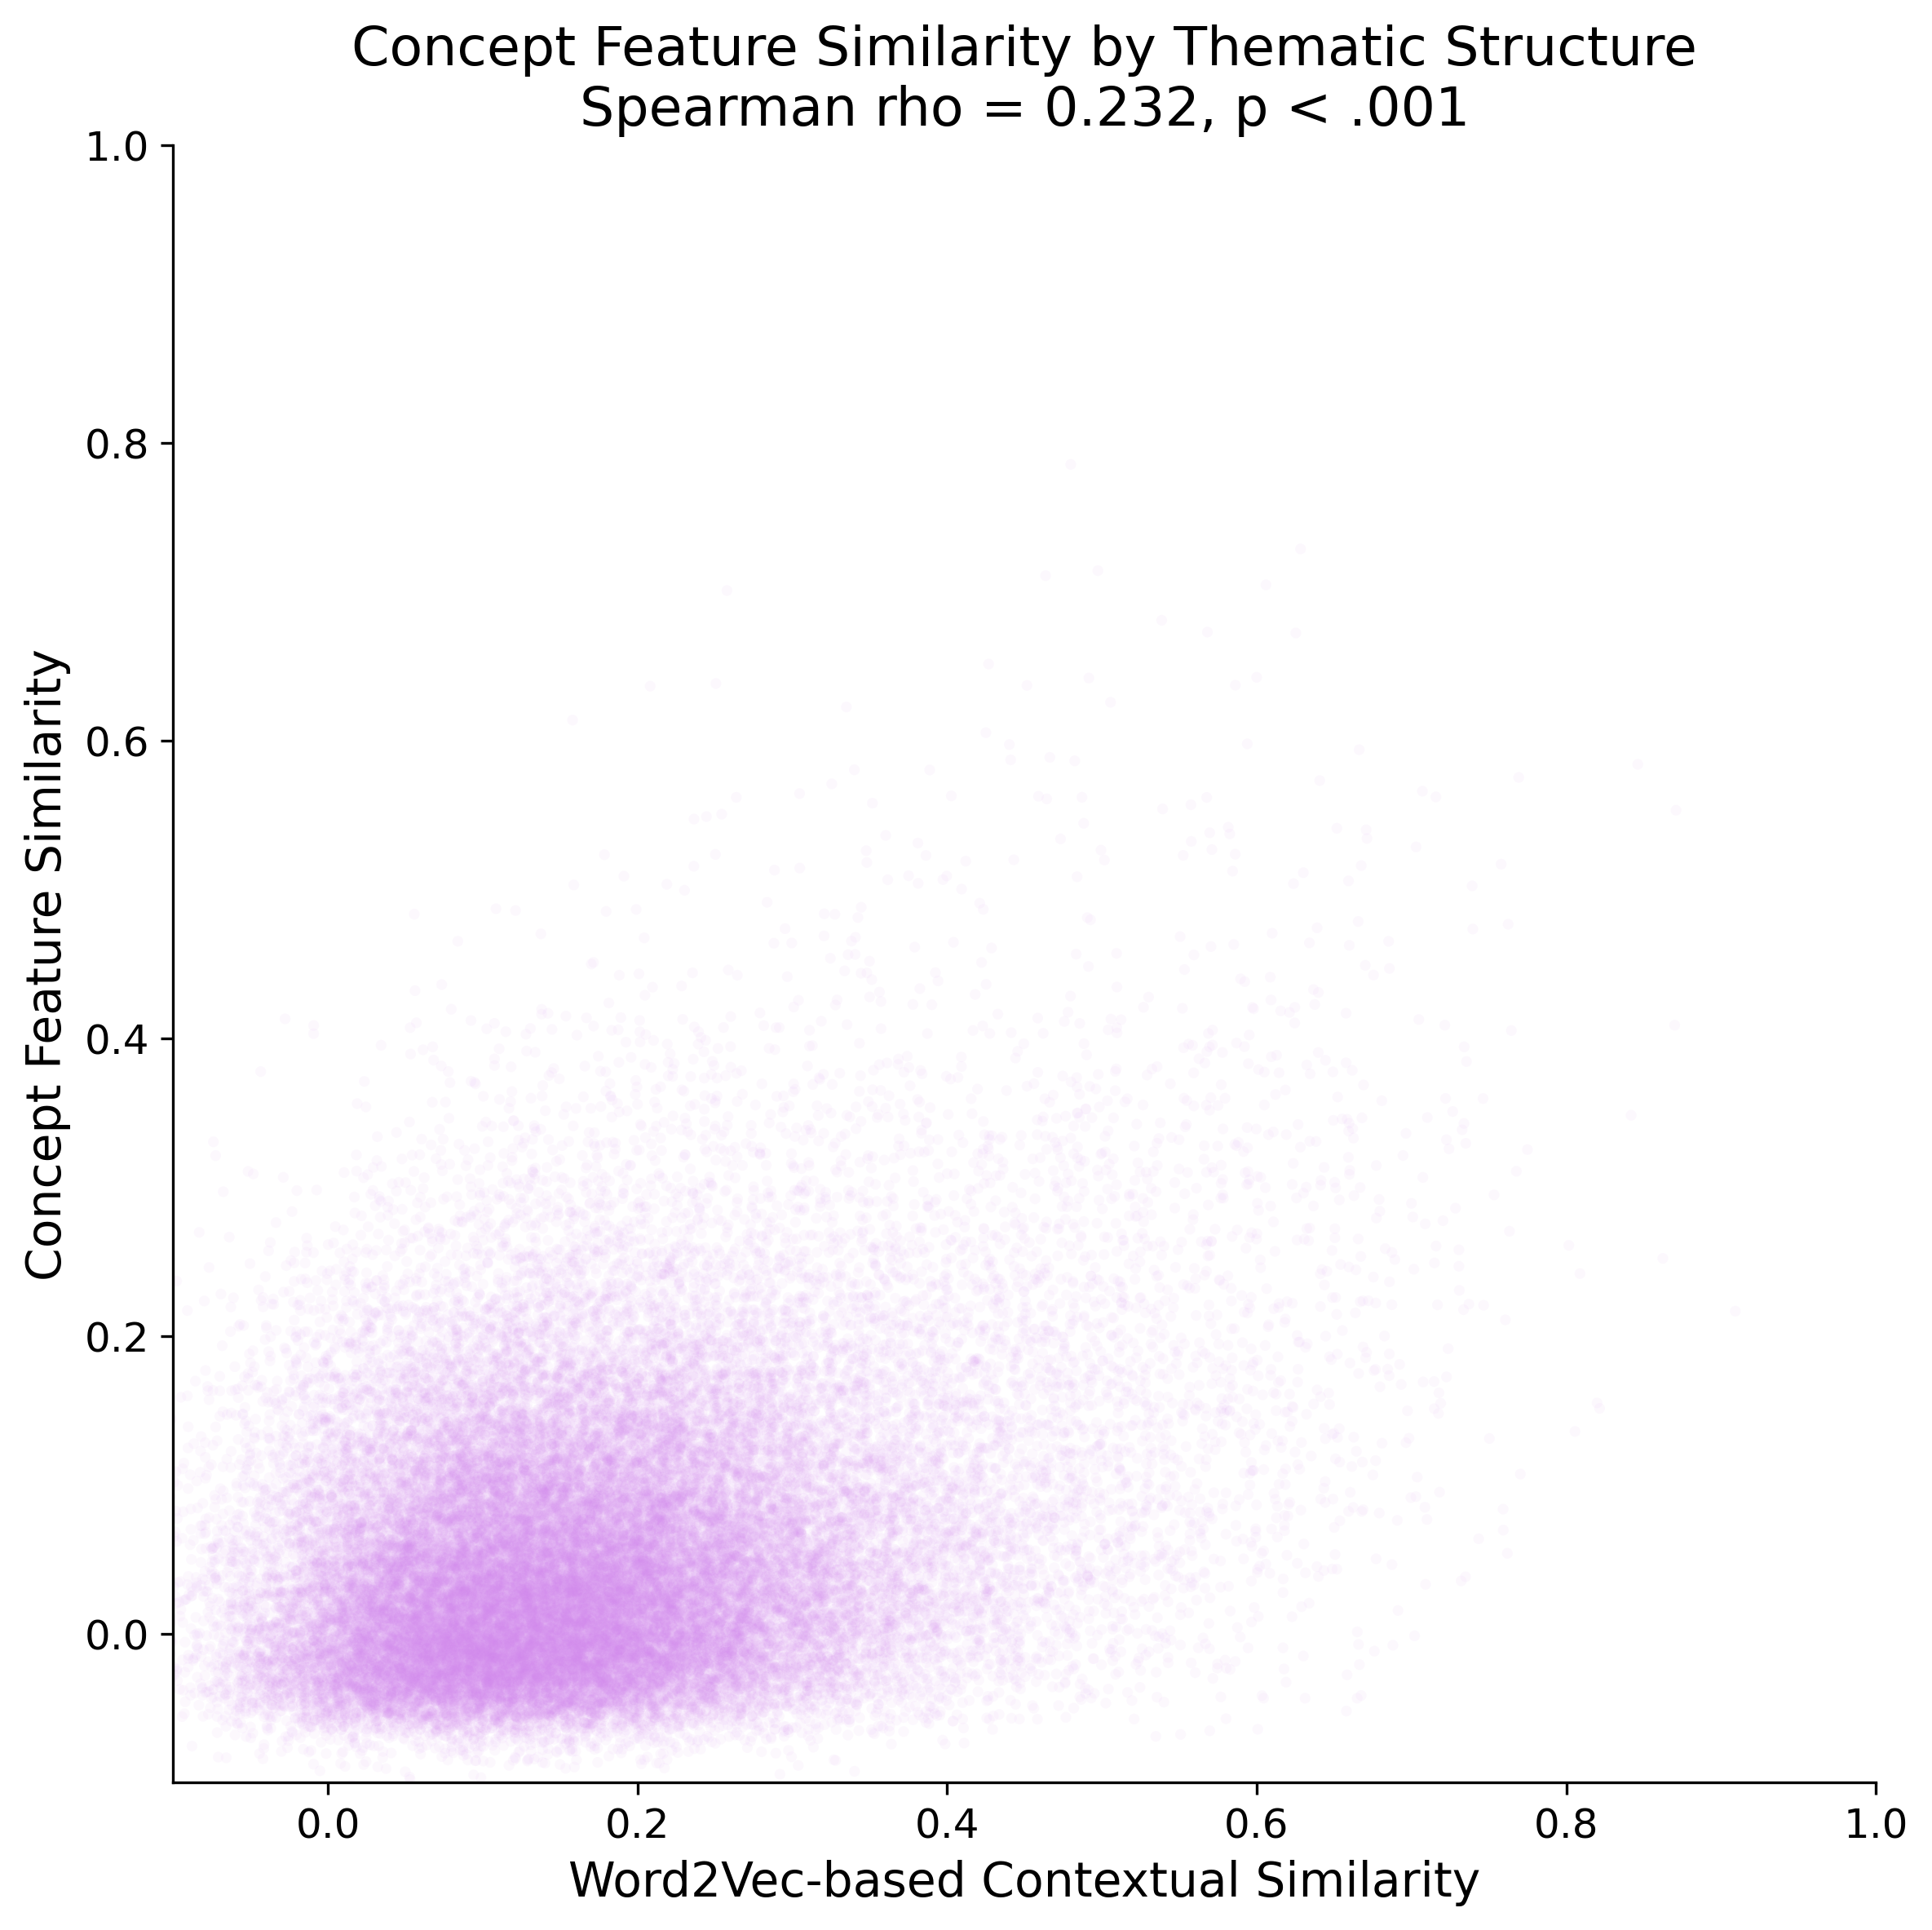 Concept Feature Similarity by Thematic Structure
Spearman rho = 0.232, p < .001
1.0
0.8
0.6
0.4
0.2
0.0
Concept Feature Similarity
0.0 0.2 0.4 0.6 0.8 1.0
Word2Vec-based Contextual Similarity